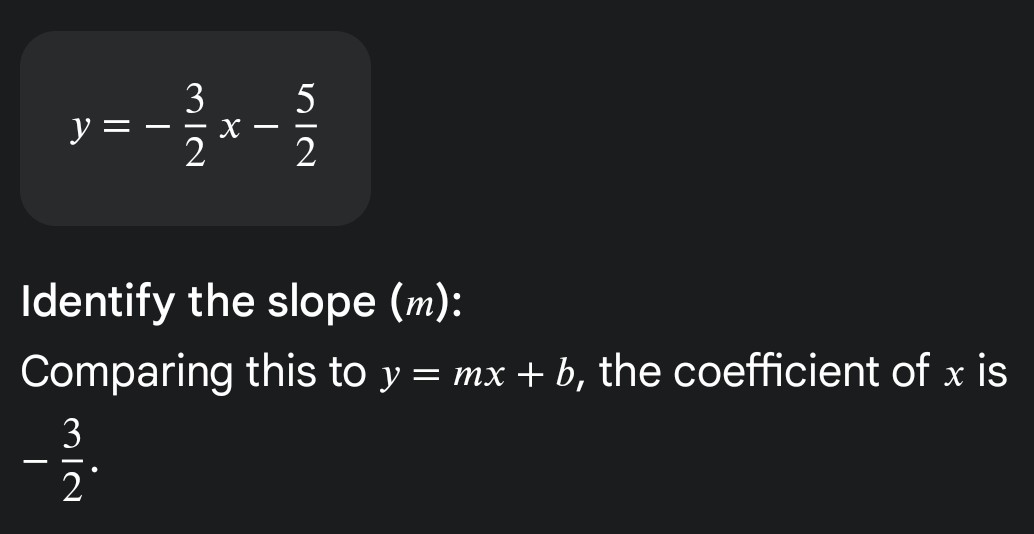 y = − 3/2 x − 5/2
Identify the slope (m):
Comparing this to y = mx + b, the coefficient of x is
− 3/2.